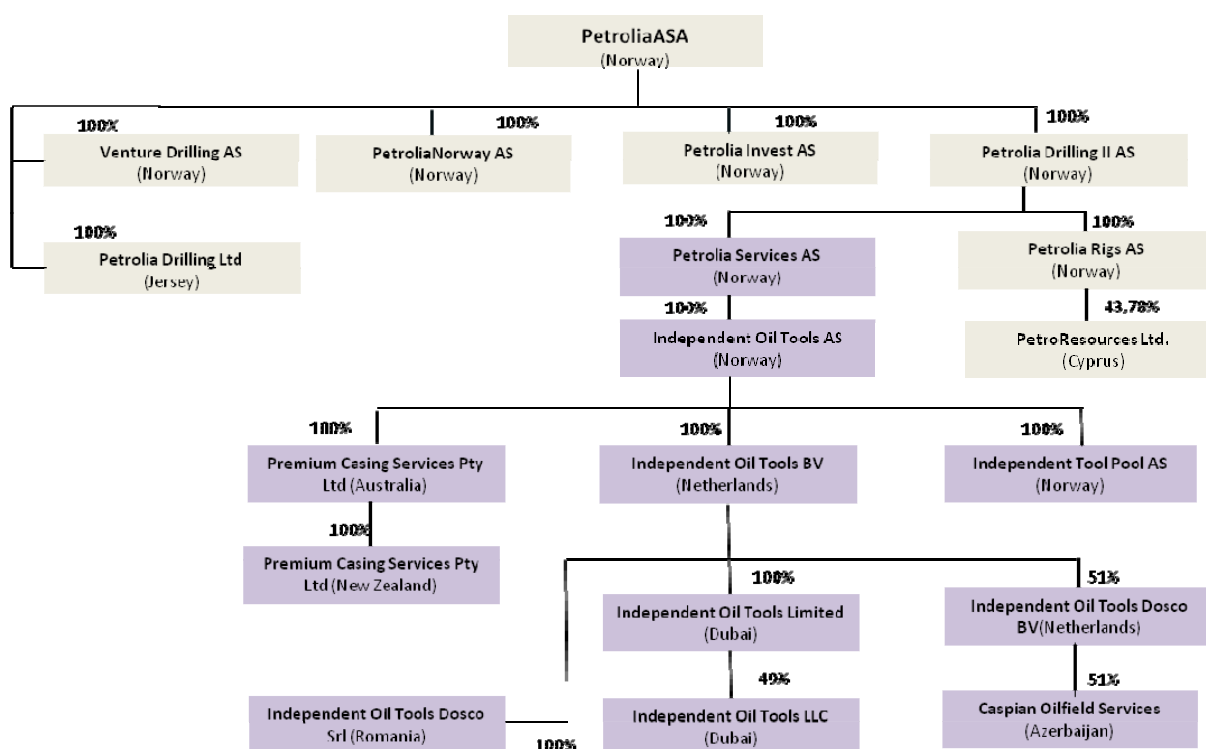 PetroliaASA
(Norway)
100%
100%
100%
100%
Venture Drilling AS
(Norway)
PetroliaNorway AS
(Norway)
Petrolia Invest AS
(Norway)
Petrolia Drilling II AS
(Norway)
100%
Petrolia Drilling Ltd
(Jersey)
100%
100%
Petrolia Services AS
(Norway)
Petrolia Rigs AS
(Norway)
100%
43,78%
Independent Oil Tools AS
(Norway)
PetroResources Ltd.
(Cyprus)
100%
100%
100%
Premium Casing Services Pty
Ltd (Australia)
Independent Oil Tools BV
(Netherlands)
Independent Tool Pool AS
(Norway)
100%
Premium Casing Services Pty
Ltd (New Zealand)
100%
51%
Independent Oil Tools Limited
(Dubai)
Independent Oil Tools Dosco
BV(Netherlands)
49%
51%
Independent Oil Tools Dosco
Srl (Romania)
100%
Independent Oil Tools LLC
(Dubai)
Caspian Oilfield Services
(Azerbaijan)